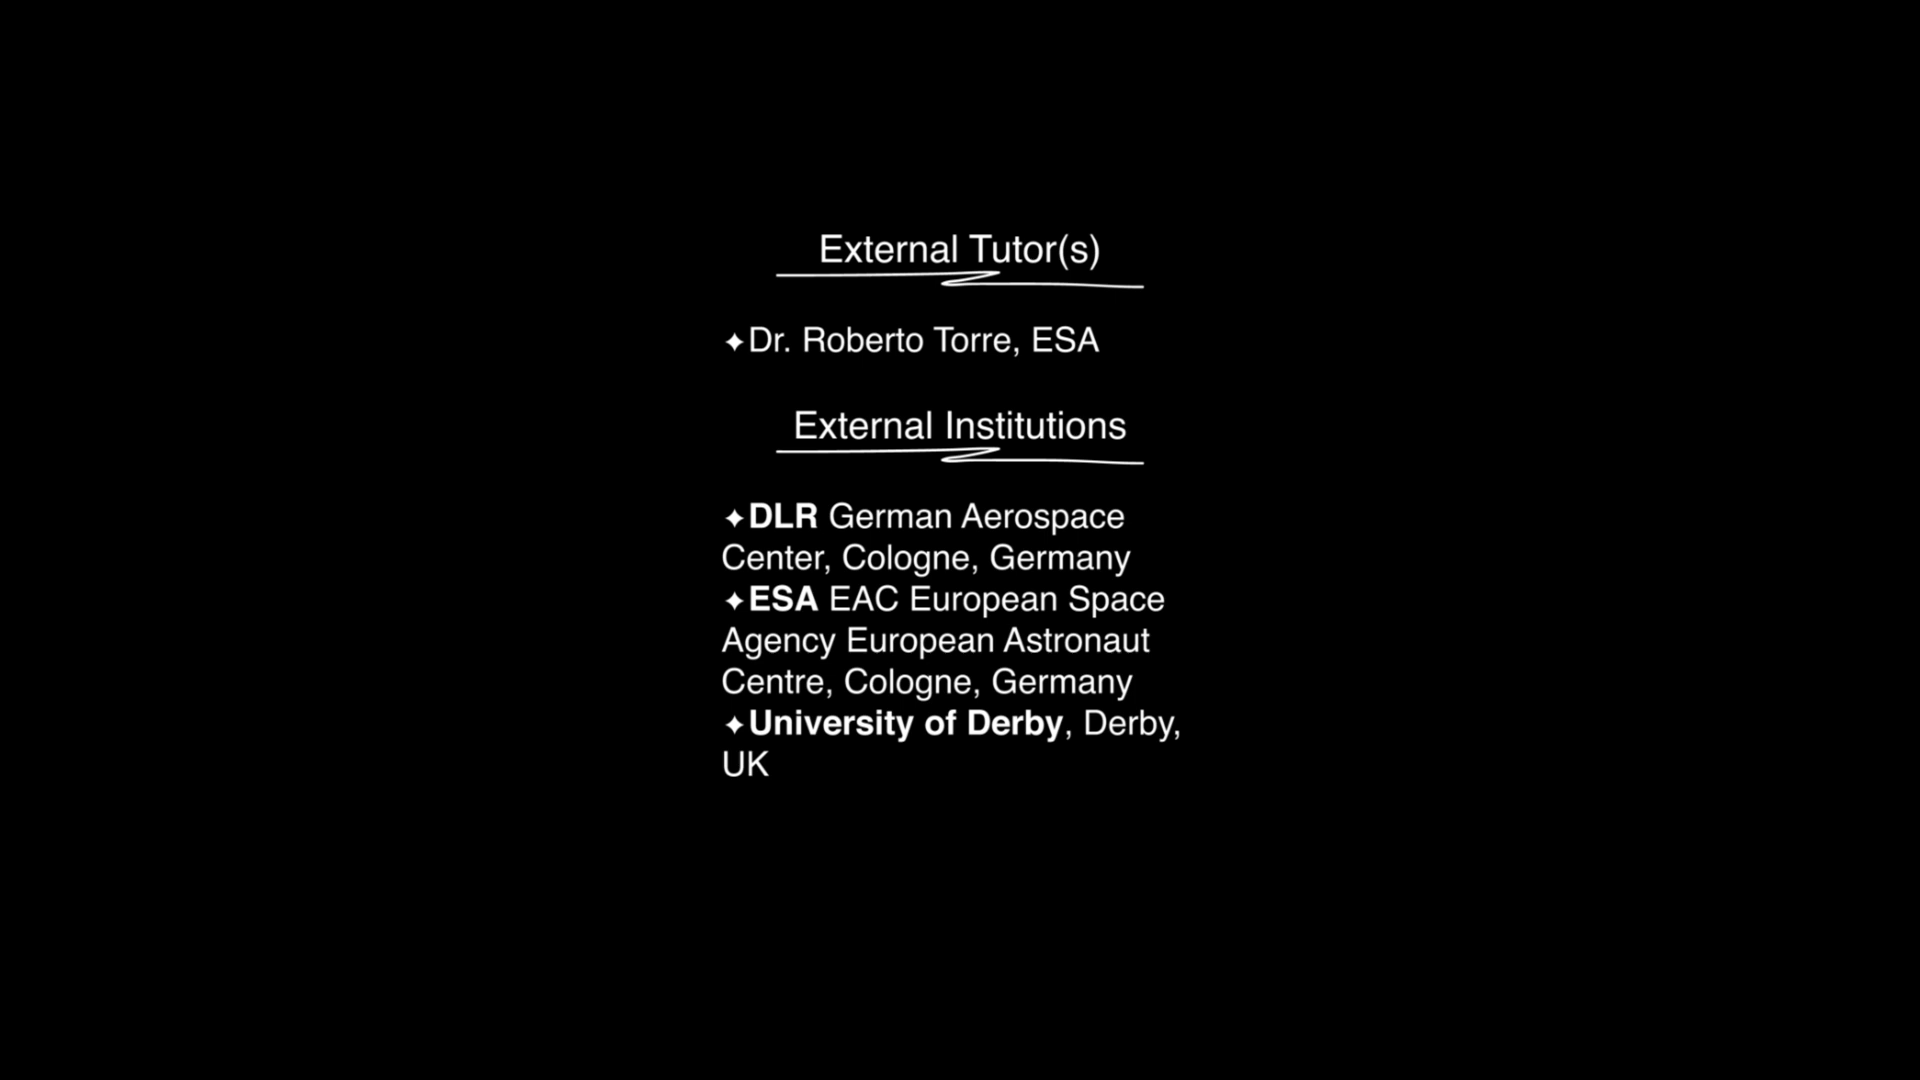 External Tutor(s)
✦Dr. Roberto Torre, ESA
External Institutions
✦DLR German Aerospace
Center, Cologne, Germany
✦ESA EAC European Space
Agency European Astronaut
Centre, Cologne, Germany
✦University of Derby, Derby,
UK